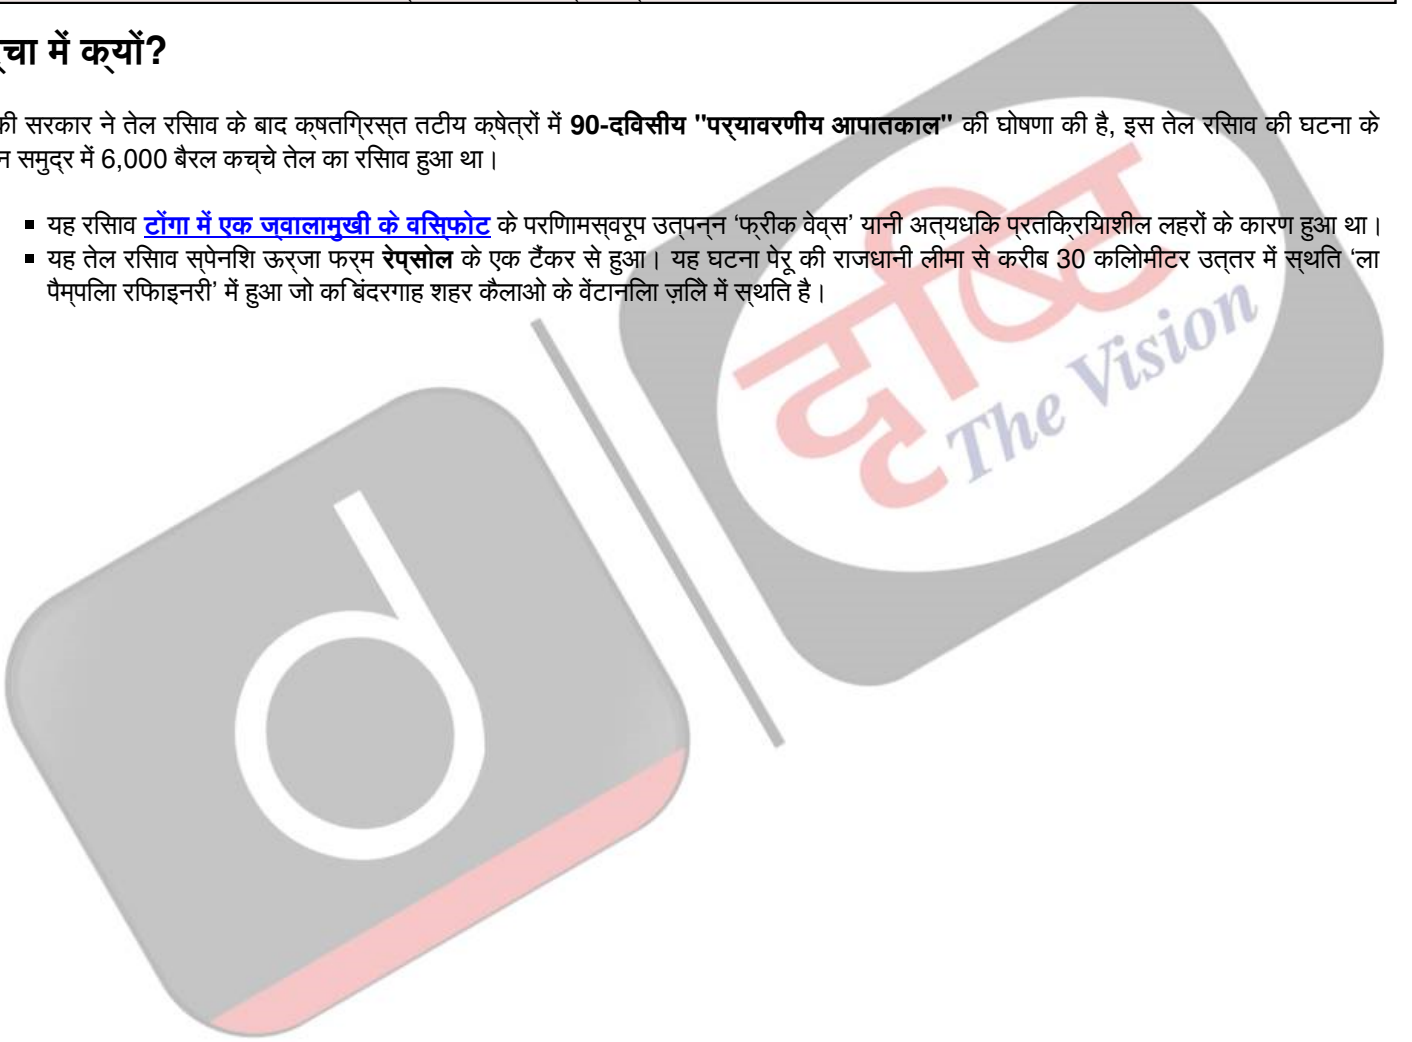 र्चा में क्यों?
की सरकार ने तेल रिसाव के बाद क्षतिग्रस्त तटीय क्षेत्रों में 90-दिवसीय "पर्यावरणीय आपातकाल" की घोषणा की है, इस तेल रिसाव की घटना के
न समुद्र में 6,000 बैरल कच्चे तेल का रिसाव हुआ था।
▪ यह रिसाव टोंगा में एक ज्वालामुखी के विस्फोट के परिणामस्वरूप उत्पन्न ‘फ्रीक वेव्स’ यानी अत्यधिक प्रतिक्रियाशील लहरों के कारण हुआ था।
▪ यह तेल रिसाव स्पेनिश ऊर्जा फर्म रेप्सोल के एक टैंकर से हुआ। यह घटना पेरू की राजधानी लीमा से करीब 30 किलोमीटर उत्तर में स्थित ‘ला
पैम्पिला रिफाइनरी’ में हुआ जो कि बंदरगाह शहर कैलाओ के वेंटानिला ज़िले में स्थित है।
दृष्टि
The Vision